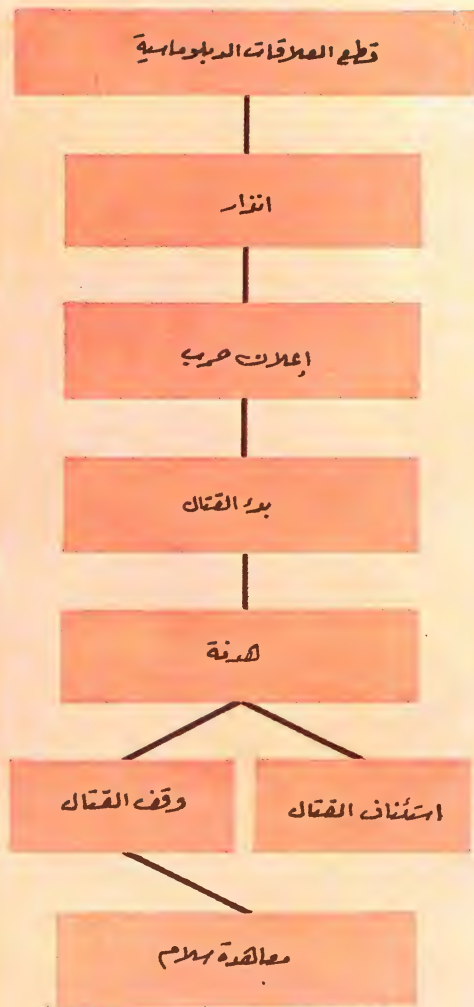 قطع العلاقات الدبلوماسية
انذار
إعلان حرب
بدء القتال
هدنة
وقف القتال
استئناف القتال
معاهدة سلام